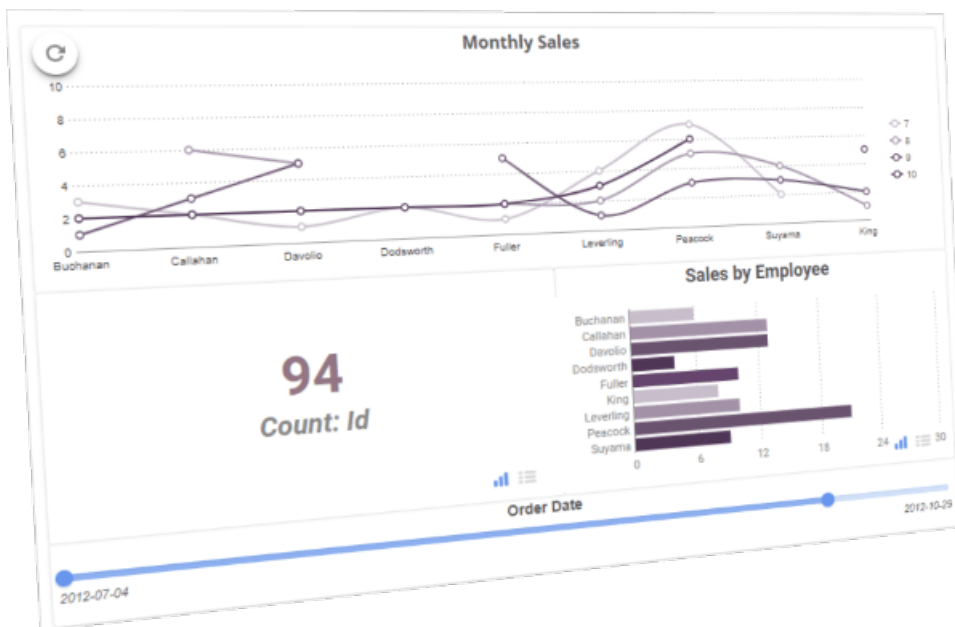 Monthly Sales
10
8
6
4
2
0
Buchanan Callahan Davolio Dodsworth Fuller Leverling Peacock Suyama King
7
8
9
10
94
Count: Id
Sales by Employee
Buchanan
Callahan
Davolio
Dodsworth
Fuller
King
Leverling
Peacock
Suyama
0 6 12 18 24 30
Order Date
2012-07-04
2012-10-29